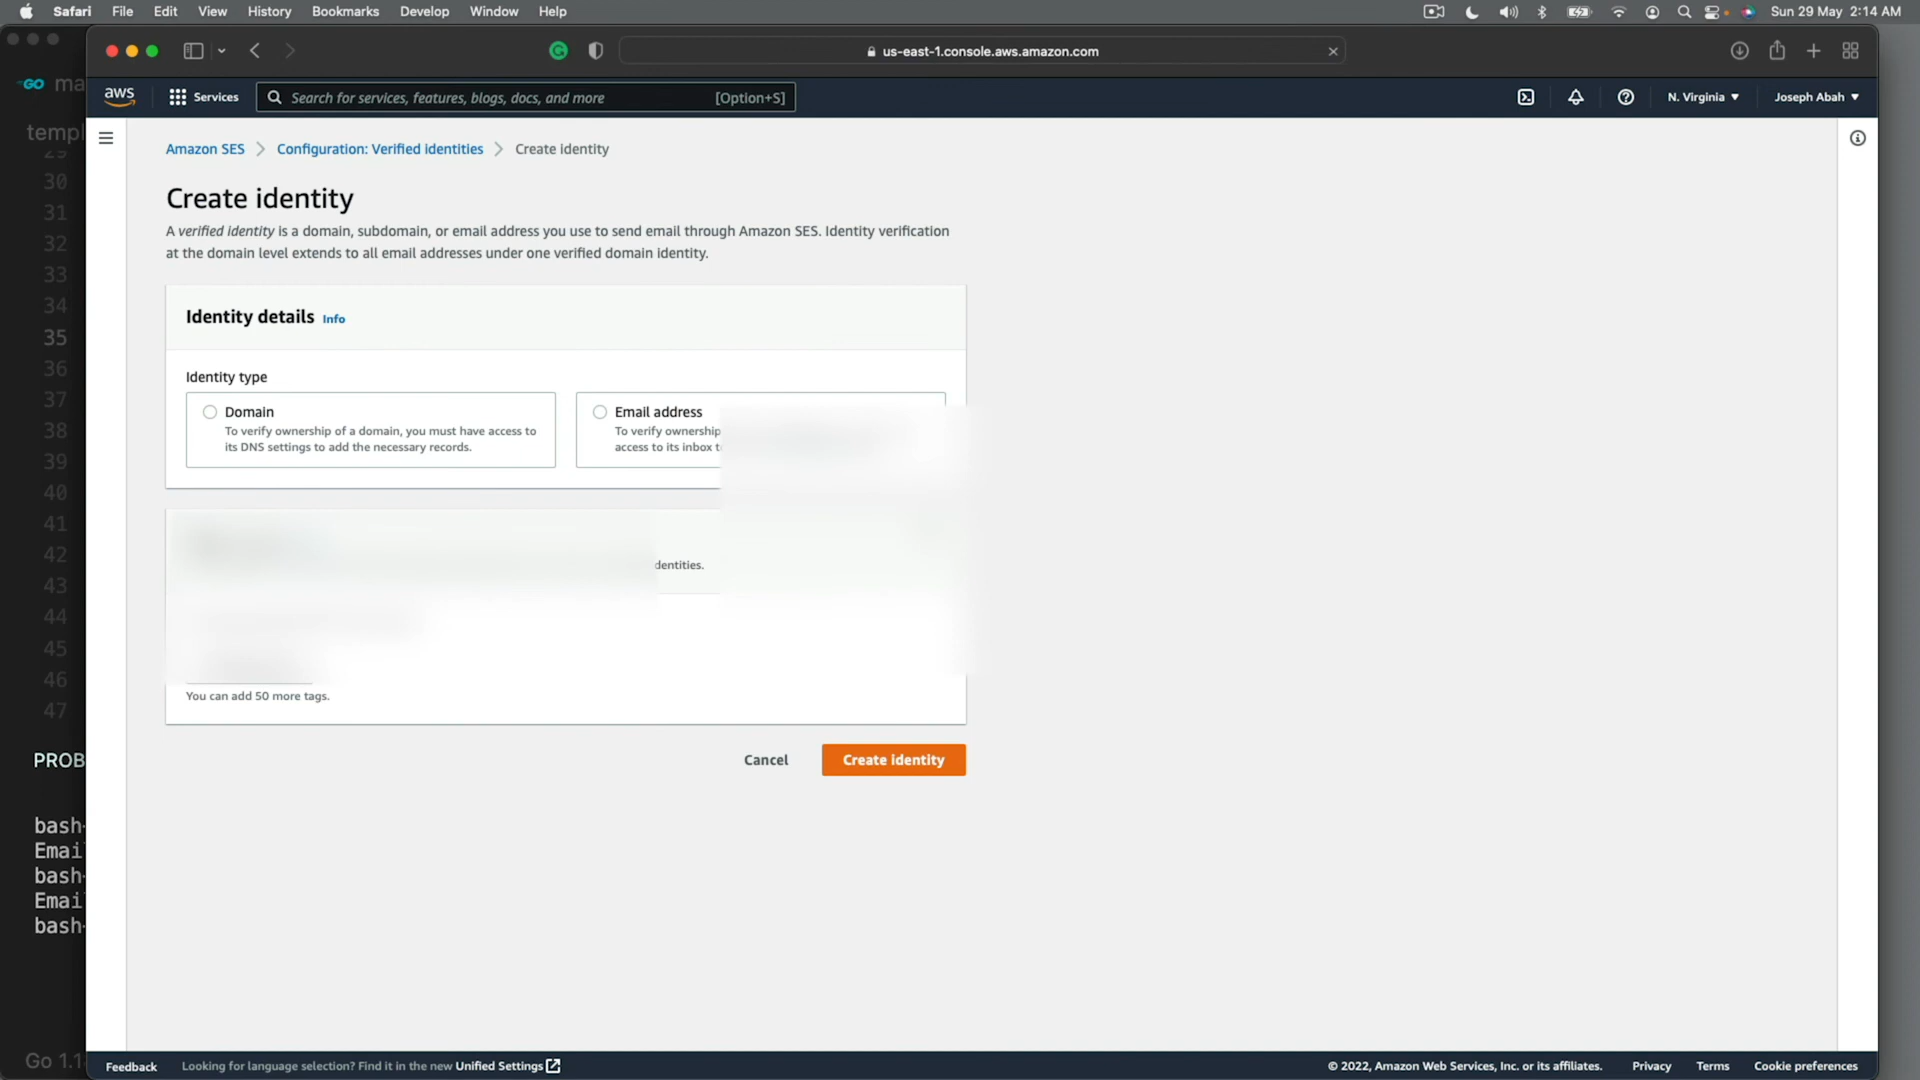 Safari File Edit View History Bookmarks Develop Window Help Sun 29 May 2:14 AM
us-east-1.console.aws.amazon.com
GO
aws Services Search for services, features, blogs, docs, and more [Option+S] N. Virginia Joseph Abah
templ
Amazon SES > Configuration: Verified identities > Create identity
Create identity
A verified identity is a domain, subdomain, or email address you use to send email through Amazon SES. Identity verification
at the domain level extends to all email addresses under one verified domain identity.
Identity details Info
Identity type
Domain
To verify ownership of a domain, you must have access to
its DNS settings to add the necessary records.
Email address
To verify ownership
access to its inbox
dentities.
You can add 50 more tags.
Cancel Create identity
29
30
31
32
33
34
35
36
37
38
39
40
41
42
43
44
45
46
47
PROB
bash-
Emai
bash-
Emai
bash-
Go 1.1
Feedback Looking for language selection? Find it in the new Unified Settings © 2022, Amazon Web Services, Inc. or its affiliates. Privacy Terms Cookie preferences